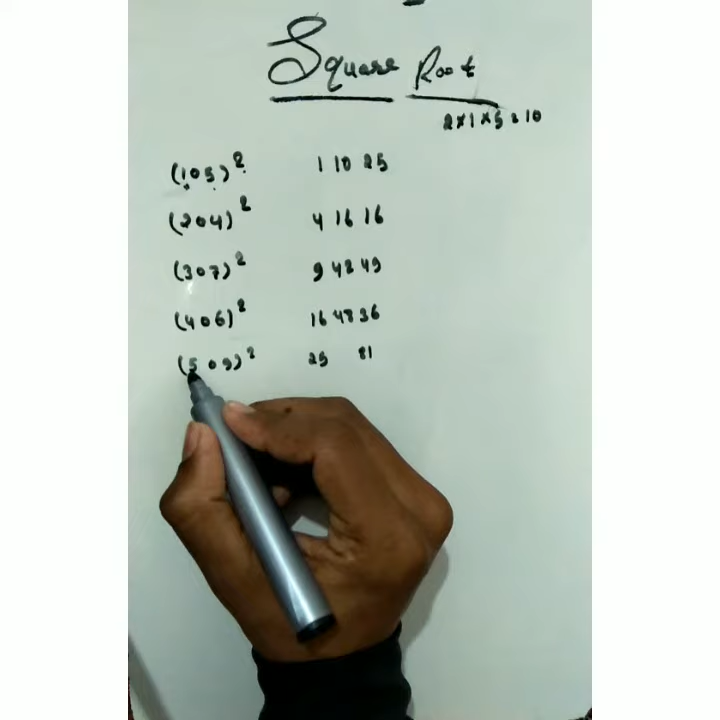 Square Root
2×1×5=10
(105)² 1 10 25
(204)² 4 16 16
(307)² 9 42 49
(406)² 16 48 36
(509)² 25 81